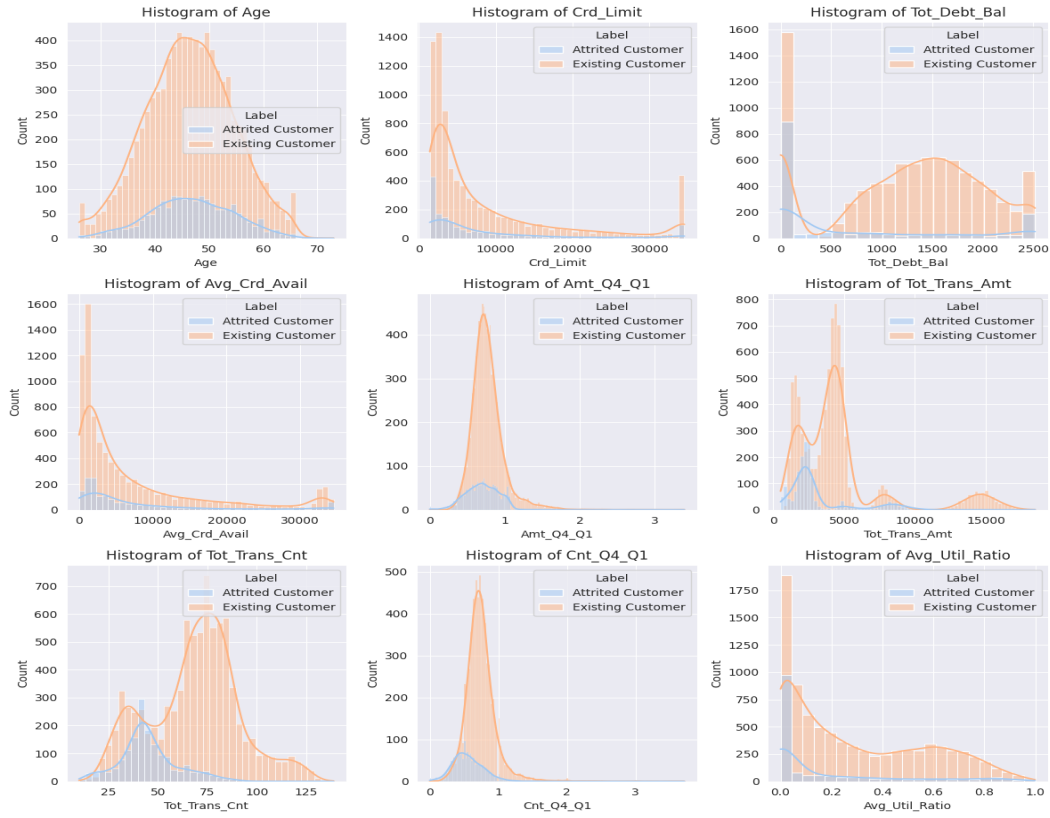 Histogram of Age
Label
Attrited Customer
Existing Customer
Count
400
350
300
250
200
150
100
50
0
30 40 50 60 70
Age
Histogram of Crd_Limit
Label
Attrited Customer
Existing Customer
Count
1400
1200
1000
800
600
400
200
0
0 10000 20000 30000
Crd_Limit
Histogram of Tot_Debt_Bal
Label
Attrited Customer
Existing Customer
Count
1600
1400
1200
1000
800
600
400
200
0
0 500 1000 1500 2000 2500
Tot_Debt_Bal
Histogram of Avg_Crd_Avail
Label
Attrited Customer
Existing Customer
Count
1600
1400
1200
1000
800
600
400
200
0
0 10000 20000 30000
Avg_Crd_Avail
Histogram of Amt_Q4_Q1
Label
Attrited Customer
Existing Customer
Count
400
300
200
100
0
0 1 2 3
Amt_Q4_Q1
Histogram of Tot_Trans_Amt
Label
Attrited Customer
Existing Customer
Count
800
700
600
500
400
300
200
100
0
5000 10000 15000
Tot_Trans_Amt
Histogram of Tot_Trans_Cnt
Label
Attrited Customer
Existing Customer
Count
700
600
500
400
300
200
100
0
25 50 75 100 125
Tot_Trans_Cnt
Histogram of Cnt_Q4_Q1
Label
Attrited Customer
Existing Customer
Count
500
400
300
200
100
0
0 1 2 3
Cnt_Q4_Q1
Histogram of Avg_Util_Ratio
Label
Attrited Customer
Existing Customer
Count
1750
1500
1250
1000
750
500
250
0
0.0 0.2 0.4 0.6 0.8 1.0
Avg_Util_Ratio